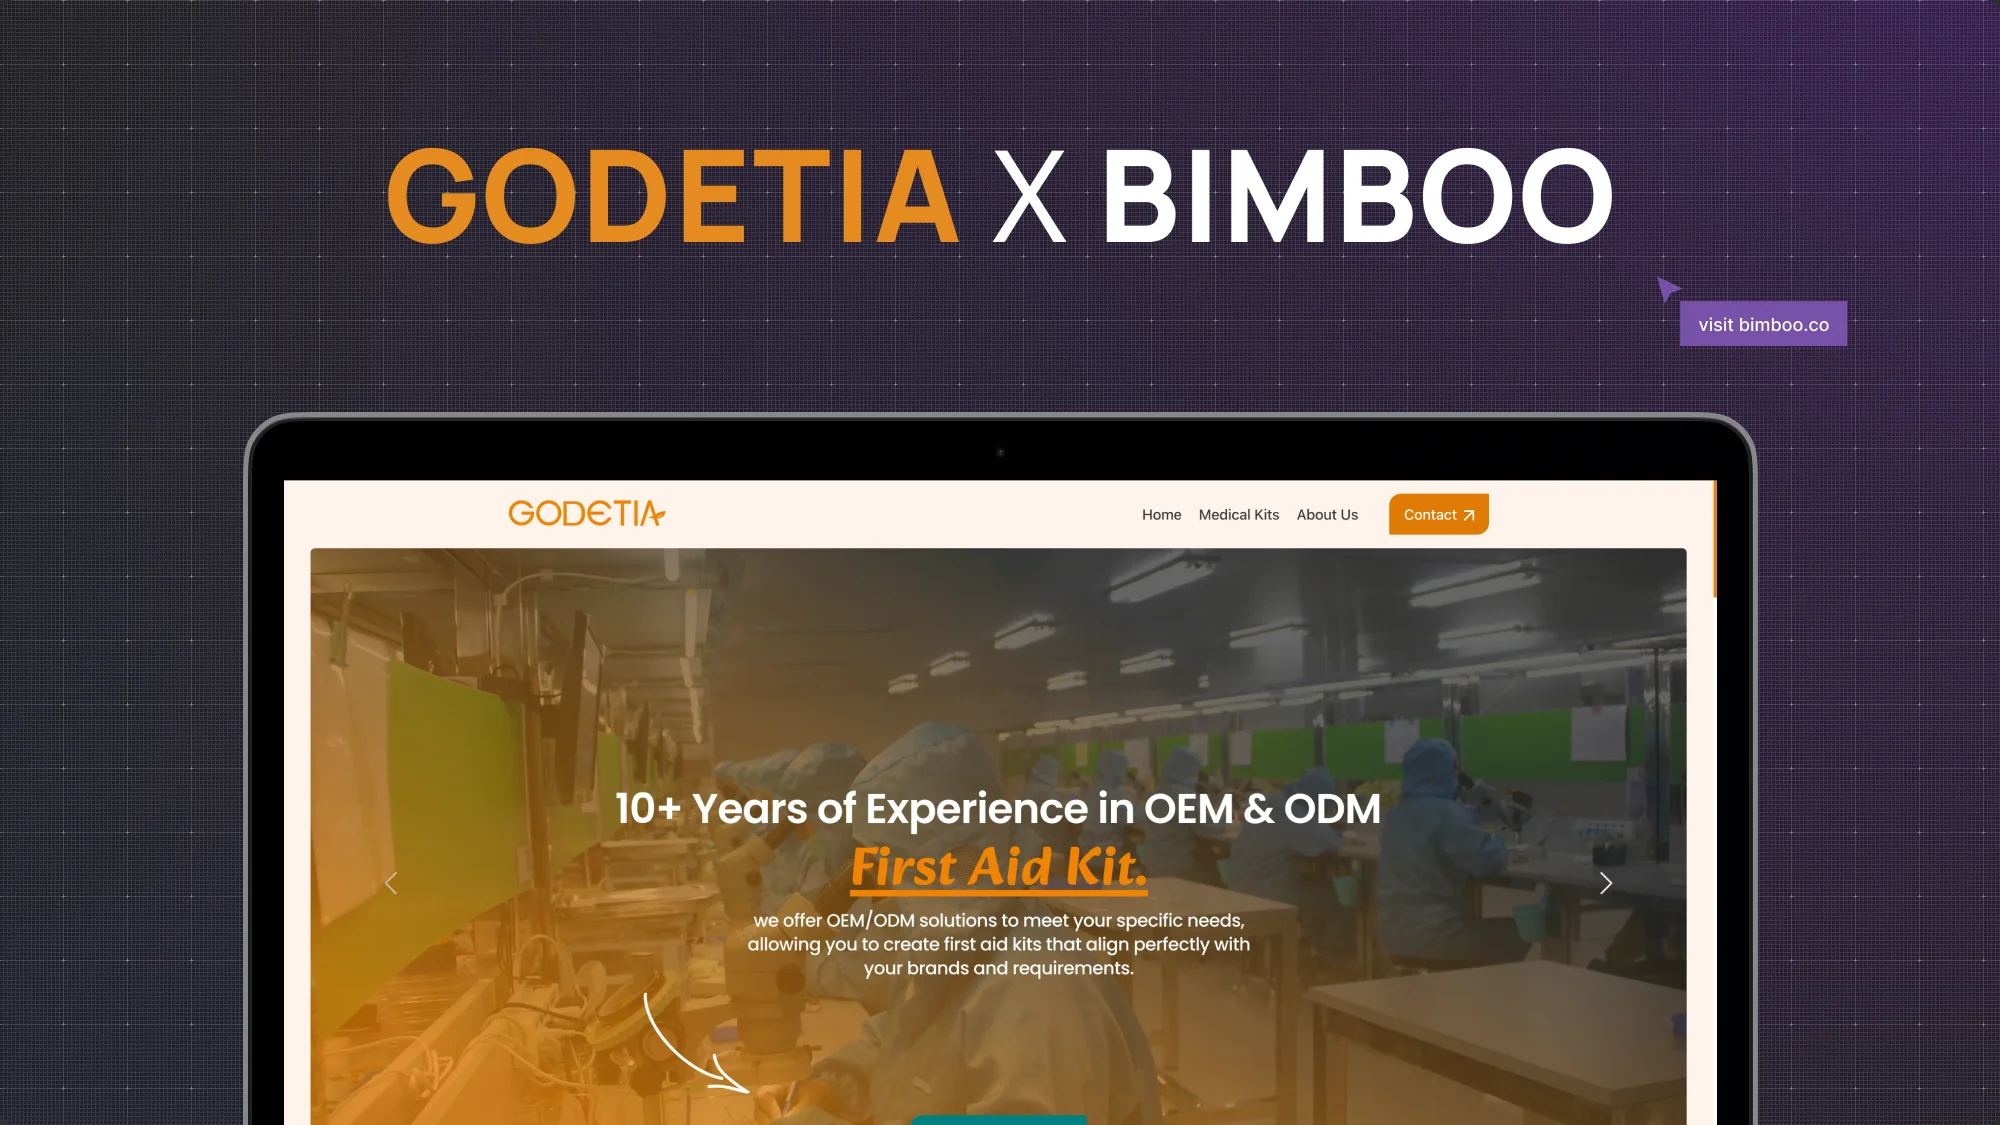 GODETIA X BIMBOO
visit bimboo.co
GODETIA
Home Medical Kits About Us Contact
10+ Years of Experience in OEM & ODM
First Aid Kit.
we offer OEM/ODM solutions to meet your specific needs,
allowing you to create first aid kits that align perfectly with
your brands and requirements.